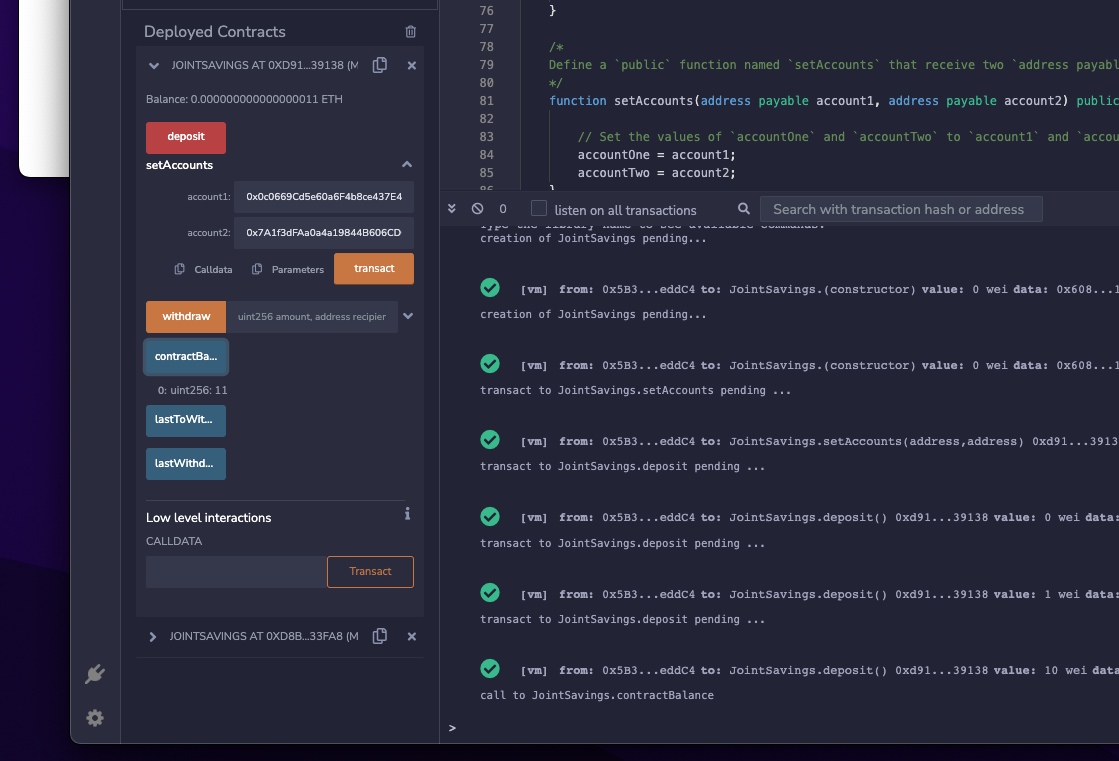 Deployed Contracts
JOINTSAVINGS AT 0XD91...39138 (M
Balance: 0.000000000000000011 ETH
deposit
setAccounts
account1: 0x0c0669Cd5e60a6F4b8ce437E4
account2: 0x7A1f3dFAa0a4a19844B606CD
Calldata Parameters transact
withdraw uint256 amount, address recipier
contractBa...
0: uint256: 11
lastToWit...
lastWithd...
Low level interactions
CALLDATA
Transact
JOINTSAVINGS AT 0XD8B...33FA8 (M
76 }
77
78 /*
79 Define a `public` function named `setAccounts` that receive two `address payabl
80 */
81 function setAccounts(address payable account1, address payable account2) public
82
83 // Set the values of `accountOne` and `accountTwo` to `account1` and `accou
84 accountOne = account1;
85 accountTwo = account2;
86 }
0 listen on all transactions Search with transaction hash or address
Type the library name to see available commands.
creation of JointSavings pending...
[vm] from: 0x5B3...eddC4 to: JointSavings.(constructor) value: 0 wei data: 0x608...1
creation of JointSavings pending...
[vm] from: 0x5B3...eddC4 to: JointSavings.(constructor) value: 0 wei data: 0x608...1
transact to JointSavings.setAccounts pending ...
[vm] from: 0x5B3...eddC4 to: JointSavings.setAccounts(address,address) 0xd91...3913
transact to JointSavings.deposit pending ...
[vm] from: 0x5B3...eddC4 to: JointSavings.deposit() 0xd91...39138 value: 0 wei data:
transact to JointSavings.deposit pending ...
[vm] from: 0x5B3...eddC4 to: JointSavings.deposit() 0xd91...39138 value: 1 wei data:
transact to JointSavings.deposit pending ...
[vm] from: 0x5B3...eddC4 to: JointSavings.deposit() 0xd91...39138 value: 10 wei data
call to JointSavings.contractBalance
>